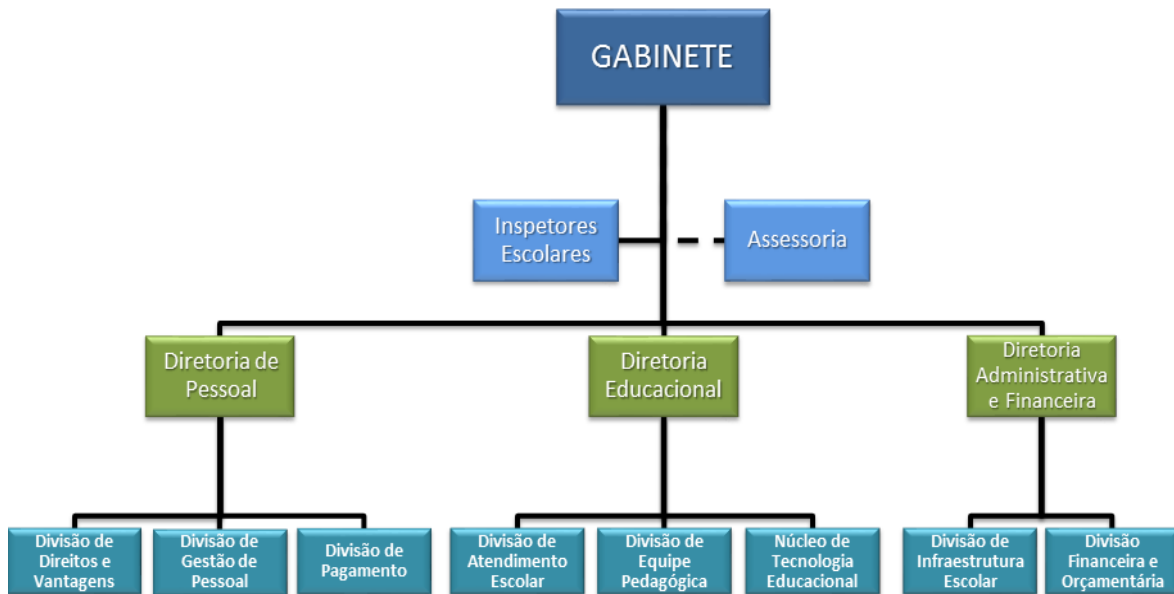 GABINETE
Inspetores
Escolares
Assessoria
Diretoria de
Pessoal
Diretoria
Educacional
Diretoria
Administrativa
e Financeira
Divisão de
Direitos e
Vantagens
Divisão de
Gestão de
Pessoal
Divisão de
Pagamento
Divisão de
Atendimento
Escolar
Divisão de
Equipe
Pedagógica
Núcleo de
Tecnologia
Educacional
Divisão de
Infraestrutura
Escolar
Divisão
Financeira e
Orçamentária